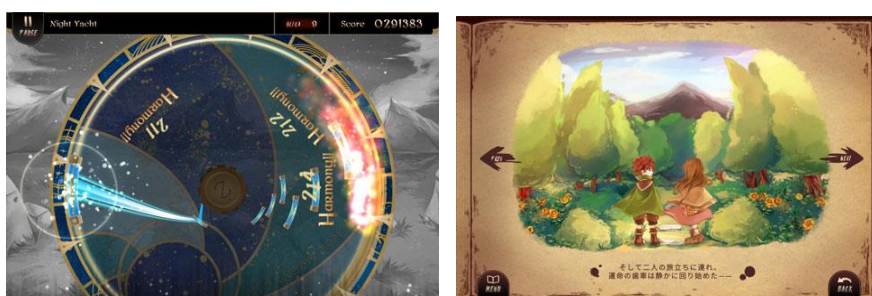 PAUSE
Night Yacht
9
Score 0291383
Harmony!!
211
Harmony!!
212
Harmony!!
214
NEXT
そして二人の旅立ちに連れ、
運命の歯車は静かに回り始めた——
MENU
BACK